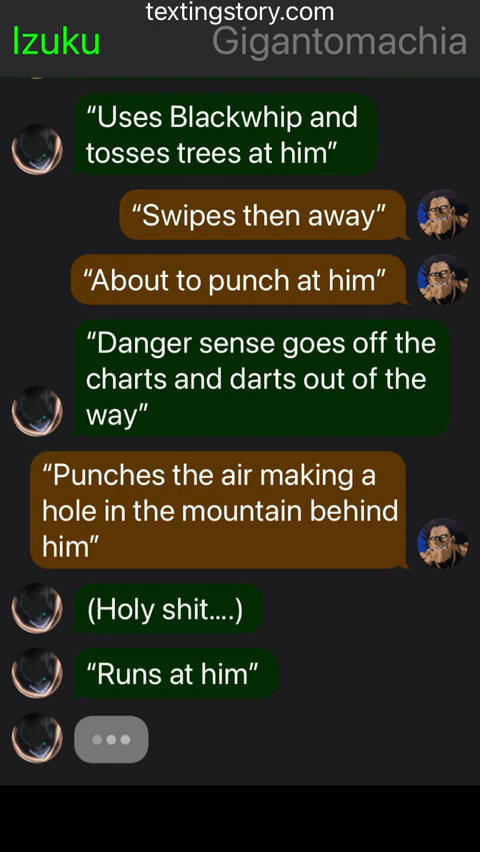 textingstory.com
Izuku Gigantomachia
“Uses Blackwhip and
tosses trees at him”
“Swipes then away”
“About to punch at him”
“Danger sense goes off the
charts and darts out of the
way”
“Punches the air making a
hole in the mountain behind
him”
(Holy shit....)
“Runs at him”